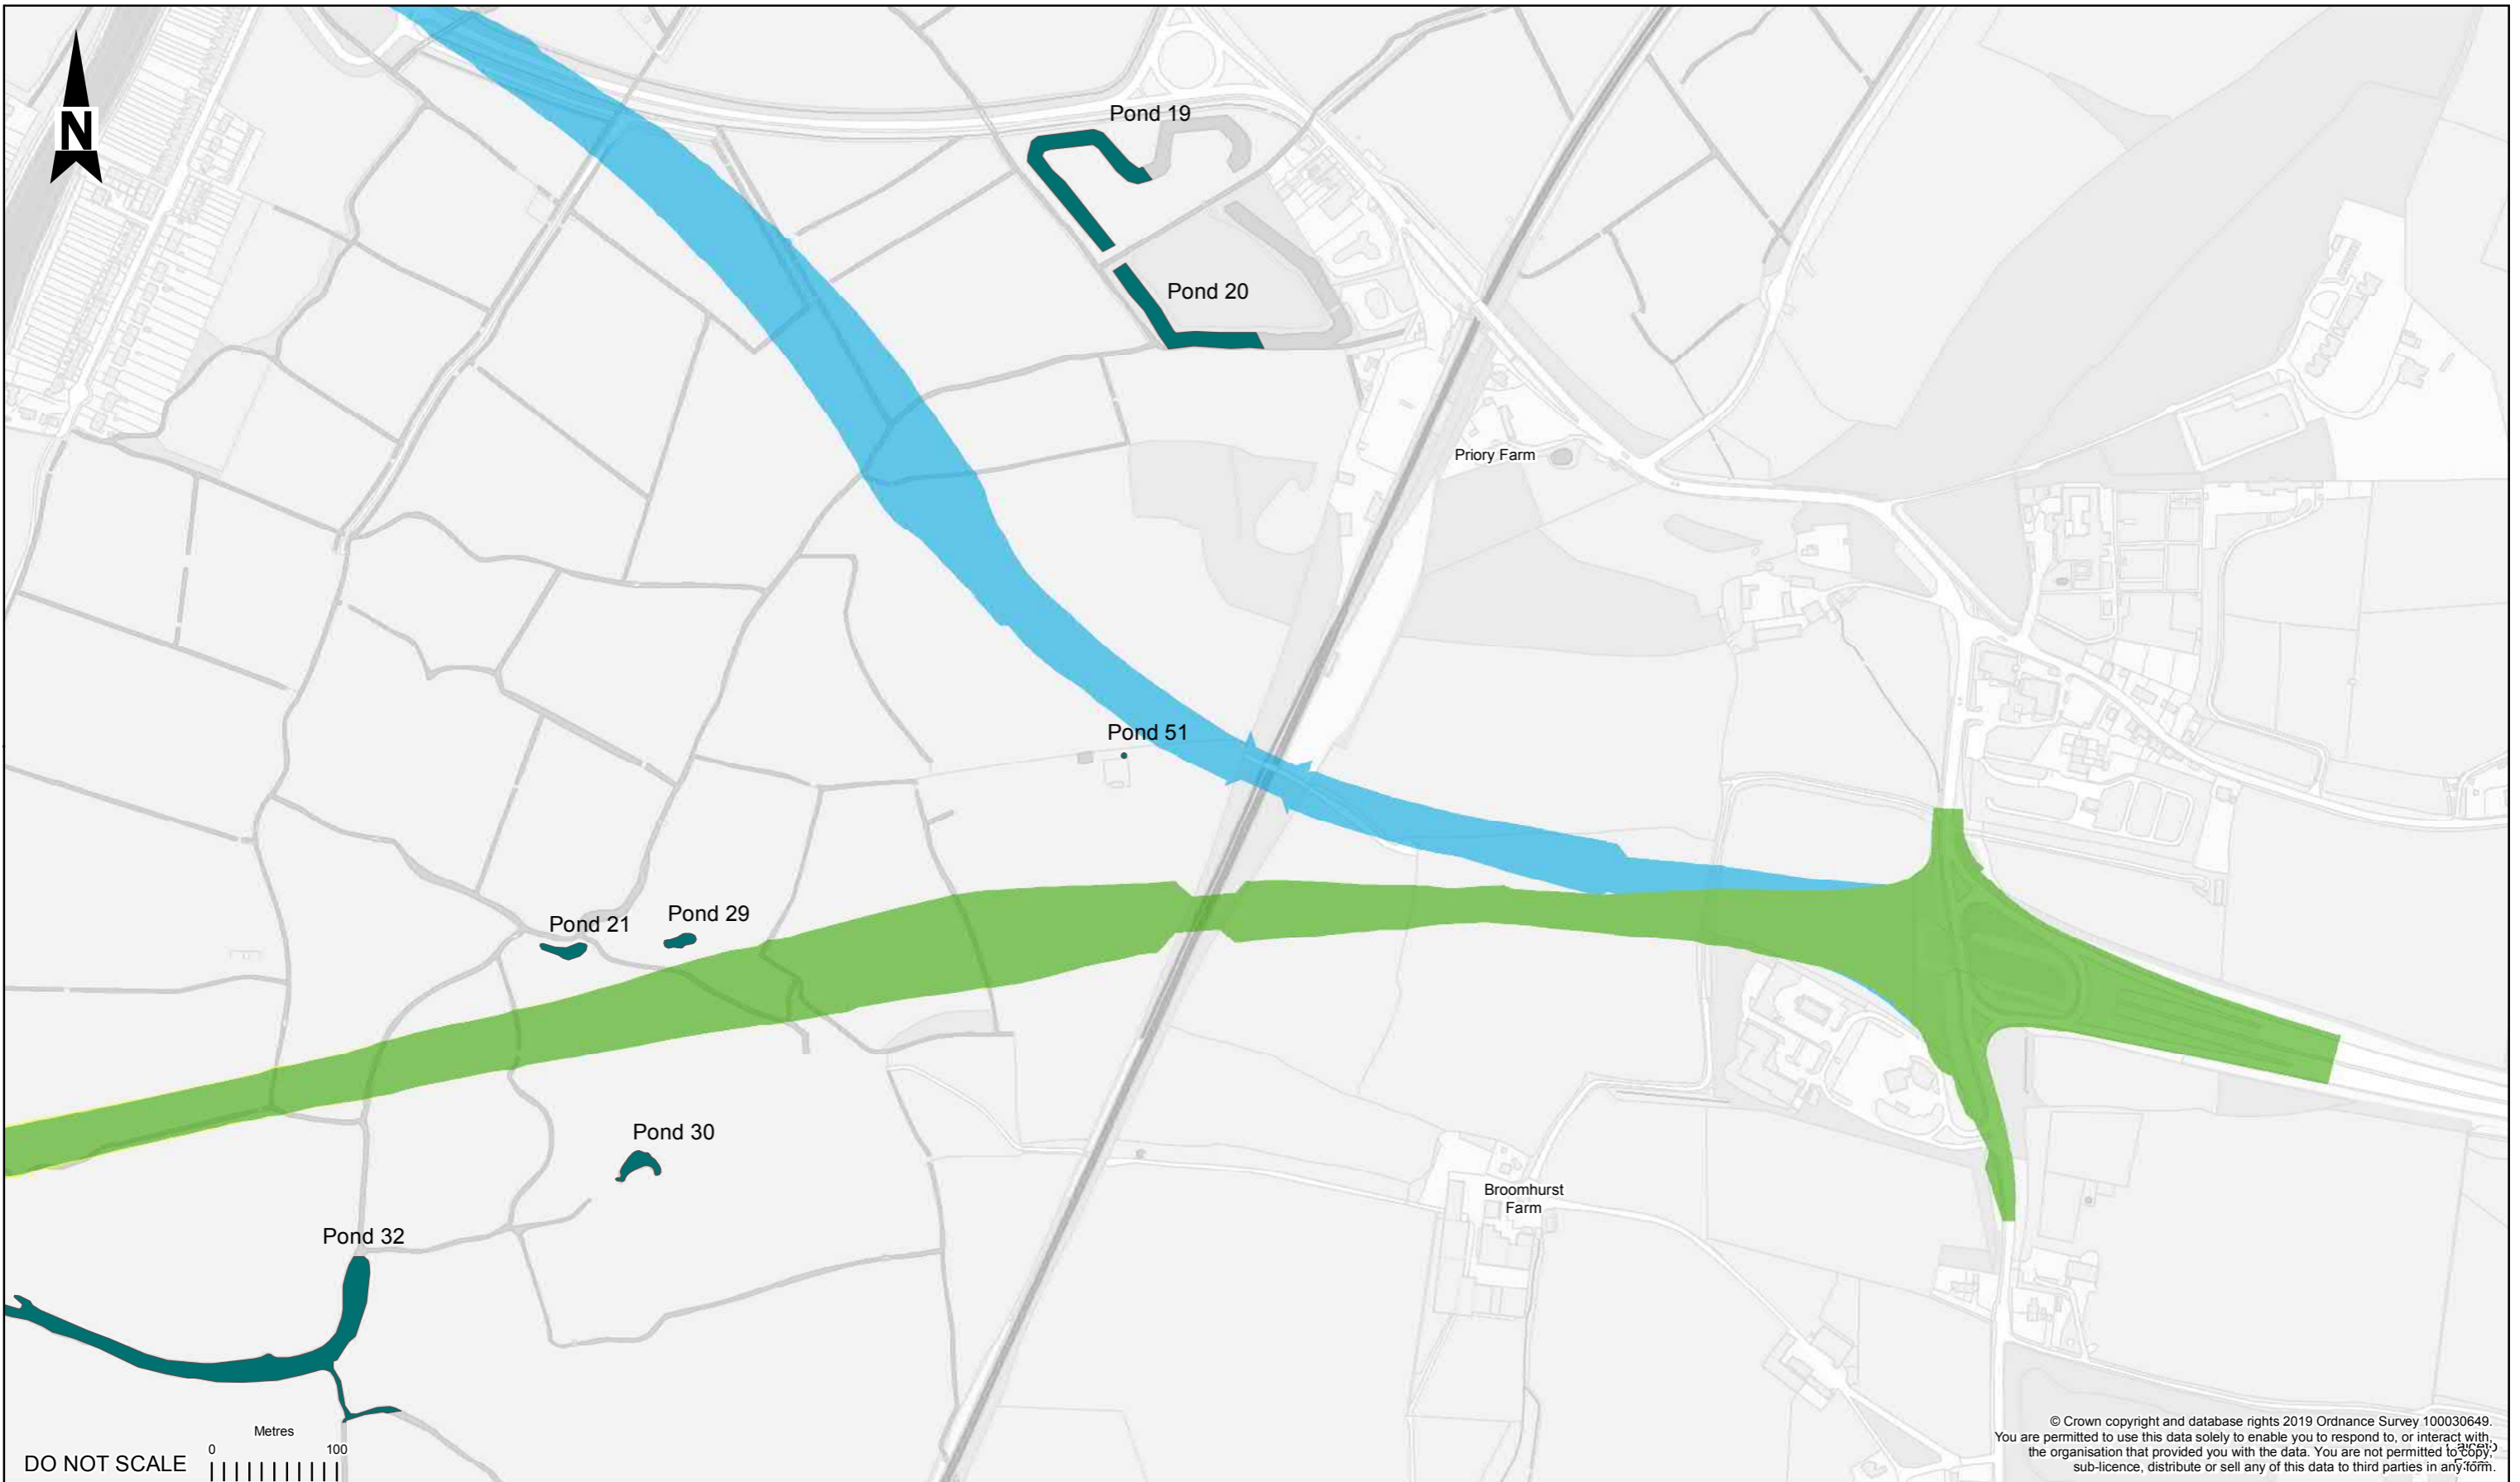 N
Pond 19
Pond 20
Priory Farm
Pond 51
Pond 21
Pond 29
Pond 30
Broomhurst
Farm
Pond 32
Metres
0 100
DO NOT SCALE
© Crown copyright and database rights 2019 Ordnance Survey 100030649.
You are permitted to use this data solely to enable you to respond to, or interact with,
the organisation that provided you with the data. You are not permitted to copy,
sub-licence, distribute or sell any of this data to third parties in any form.